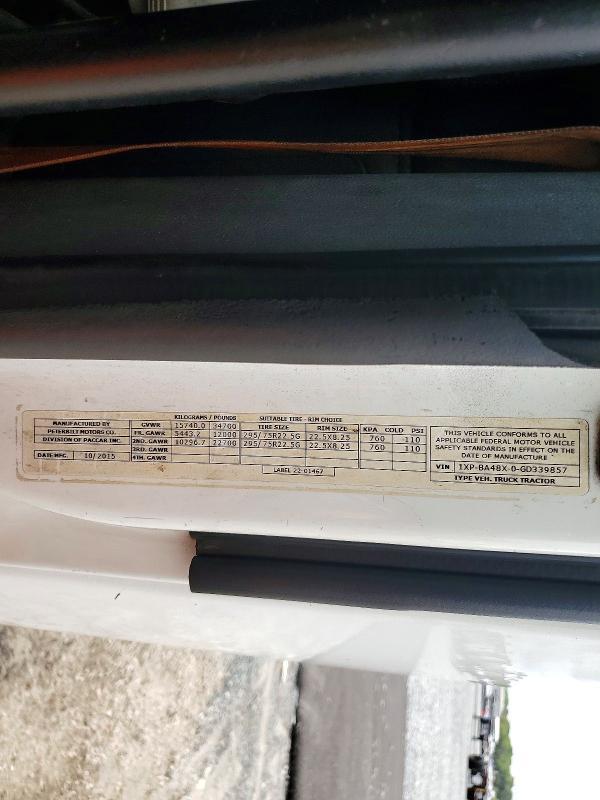 KILOGRAMS / POUNDS SUITABLE TIRE - RIM CHOICE
MANUFACTURED BY GVWR 15740.0 34700 TIRE SIZE RIM SIZE KPA COLD PSI
PETERBILT MOTORS CO. FR. GAWR 5443.2 12000 295/75R22.5G 22.5X8.25 760 110
DIVISION OF PACCAR INC. 2ND. GAWR 10296.7 22700 295/75R22.5G 22.5X8.25 760 110
3RD. GAWR
DATE MFG. 10/2015 4TH. GAWR
LABEL 22-01467
THIS VEHICLE CONFORMS TO ALL
APPLICABLE FEDERAL MOTOR VEHICLE
SAFETY STANDARDS IN EFFECT ON THE
DATE OF MANUFACTURE
VIN 1XP-BA48X-0-GD339857
TYPE VEH. TRUCK TRACTOR